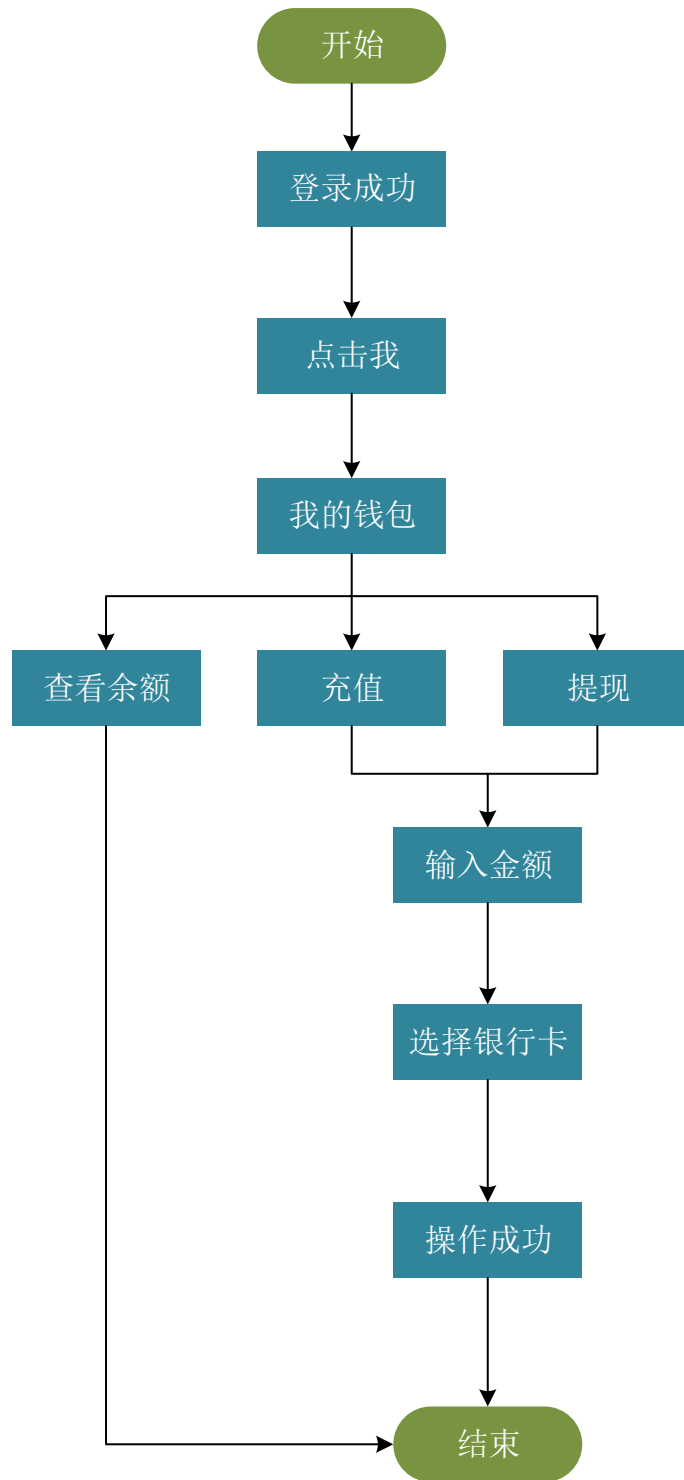 开始
登录成功
点击我
我的钱包
查看余额
充值
提现
输入金额
选择银行卡
操作成功
结束